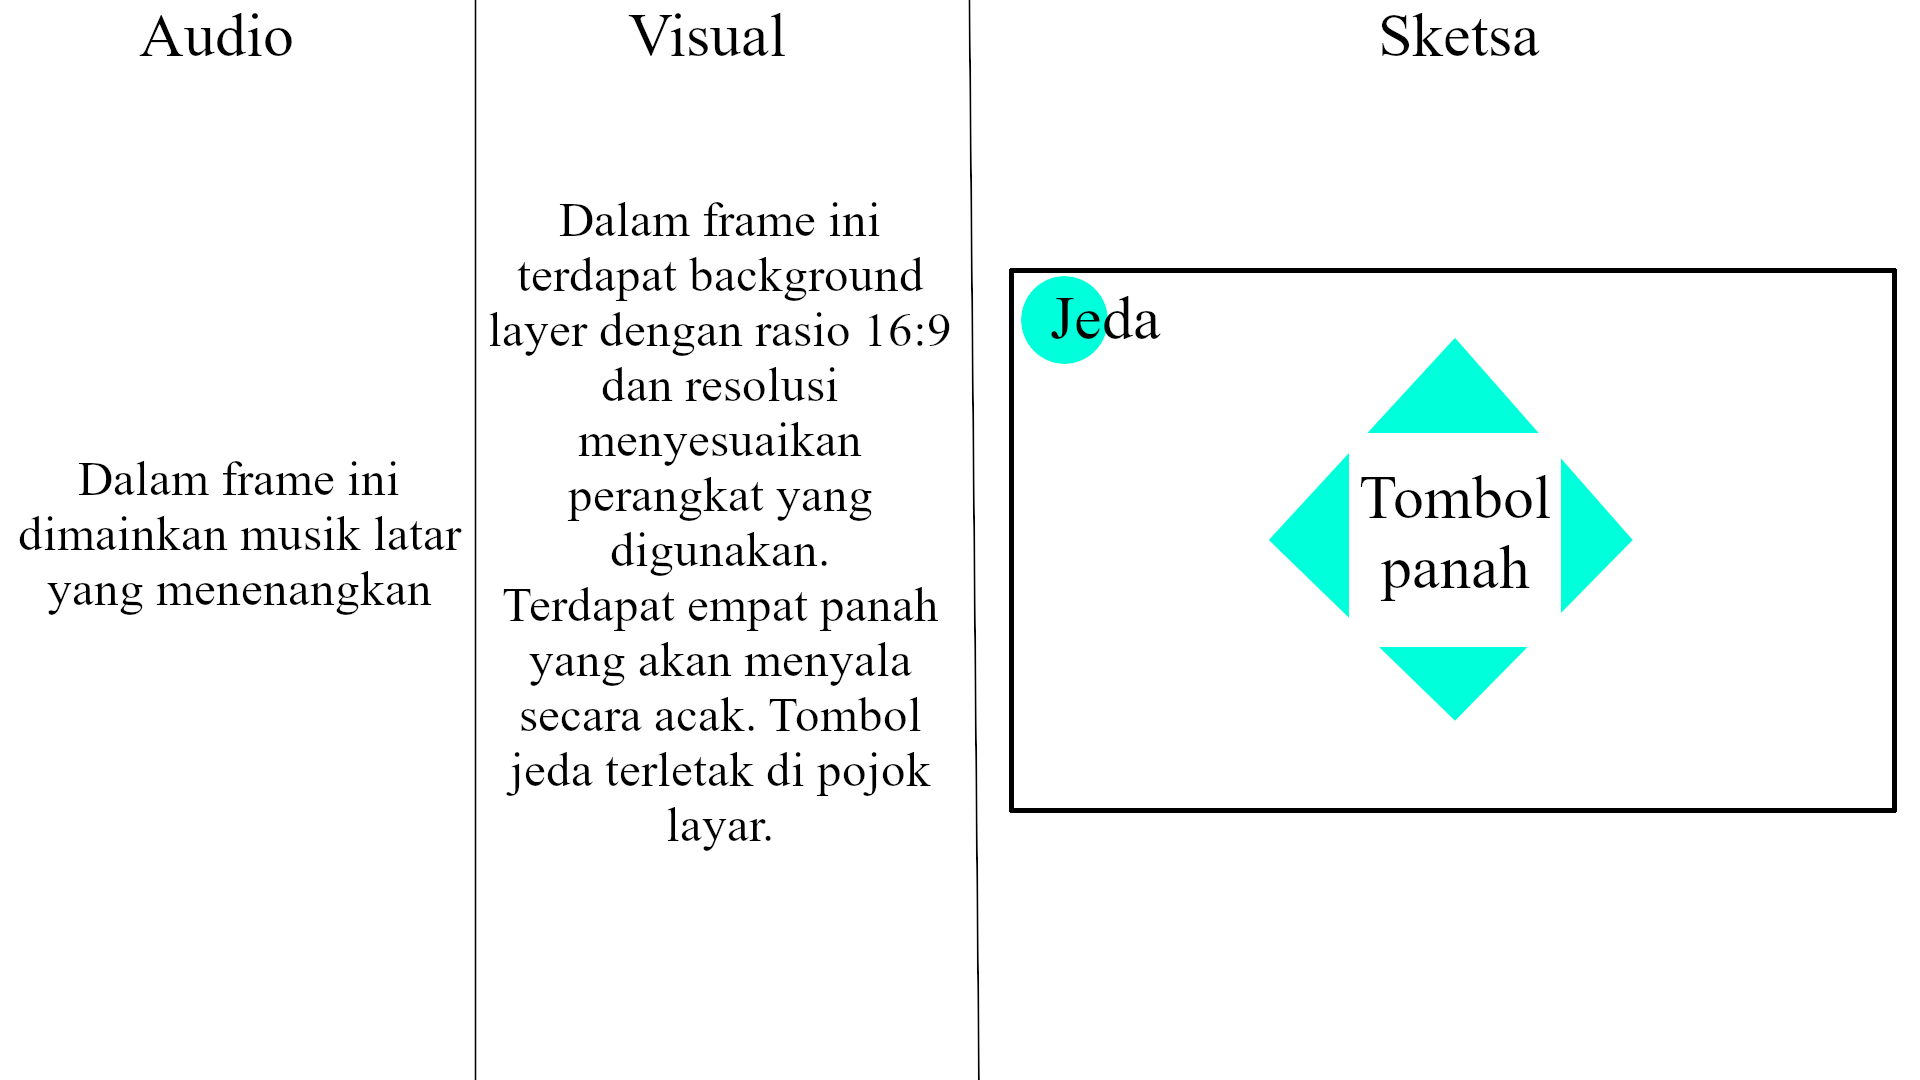 Audio
Visual
Sketsa
Dalam frame ini
dimainkan musik latar
yang menenangkan
Dalam frame ini
terdapat background
layer dengan rasio 16:9
dan resolusi
menyesuaikan
perangkat yang
digunakan.
Terdapat empat panah
yang akan menyala
secara acak. Tombol
jeda terletak di pojok
layar.
Jeda
Tombol
panah